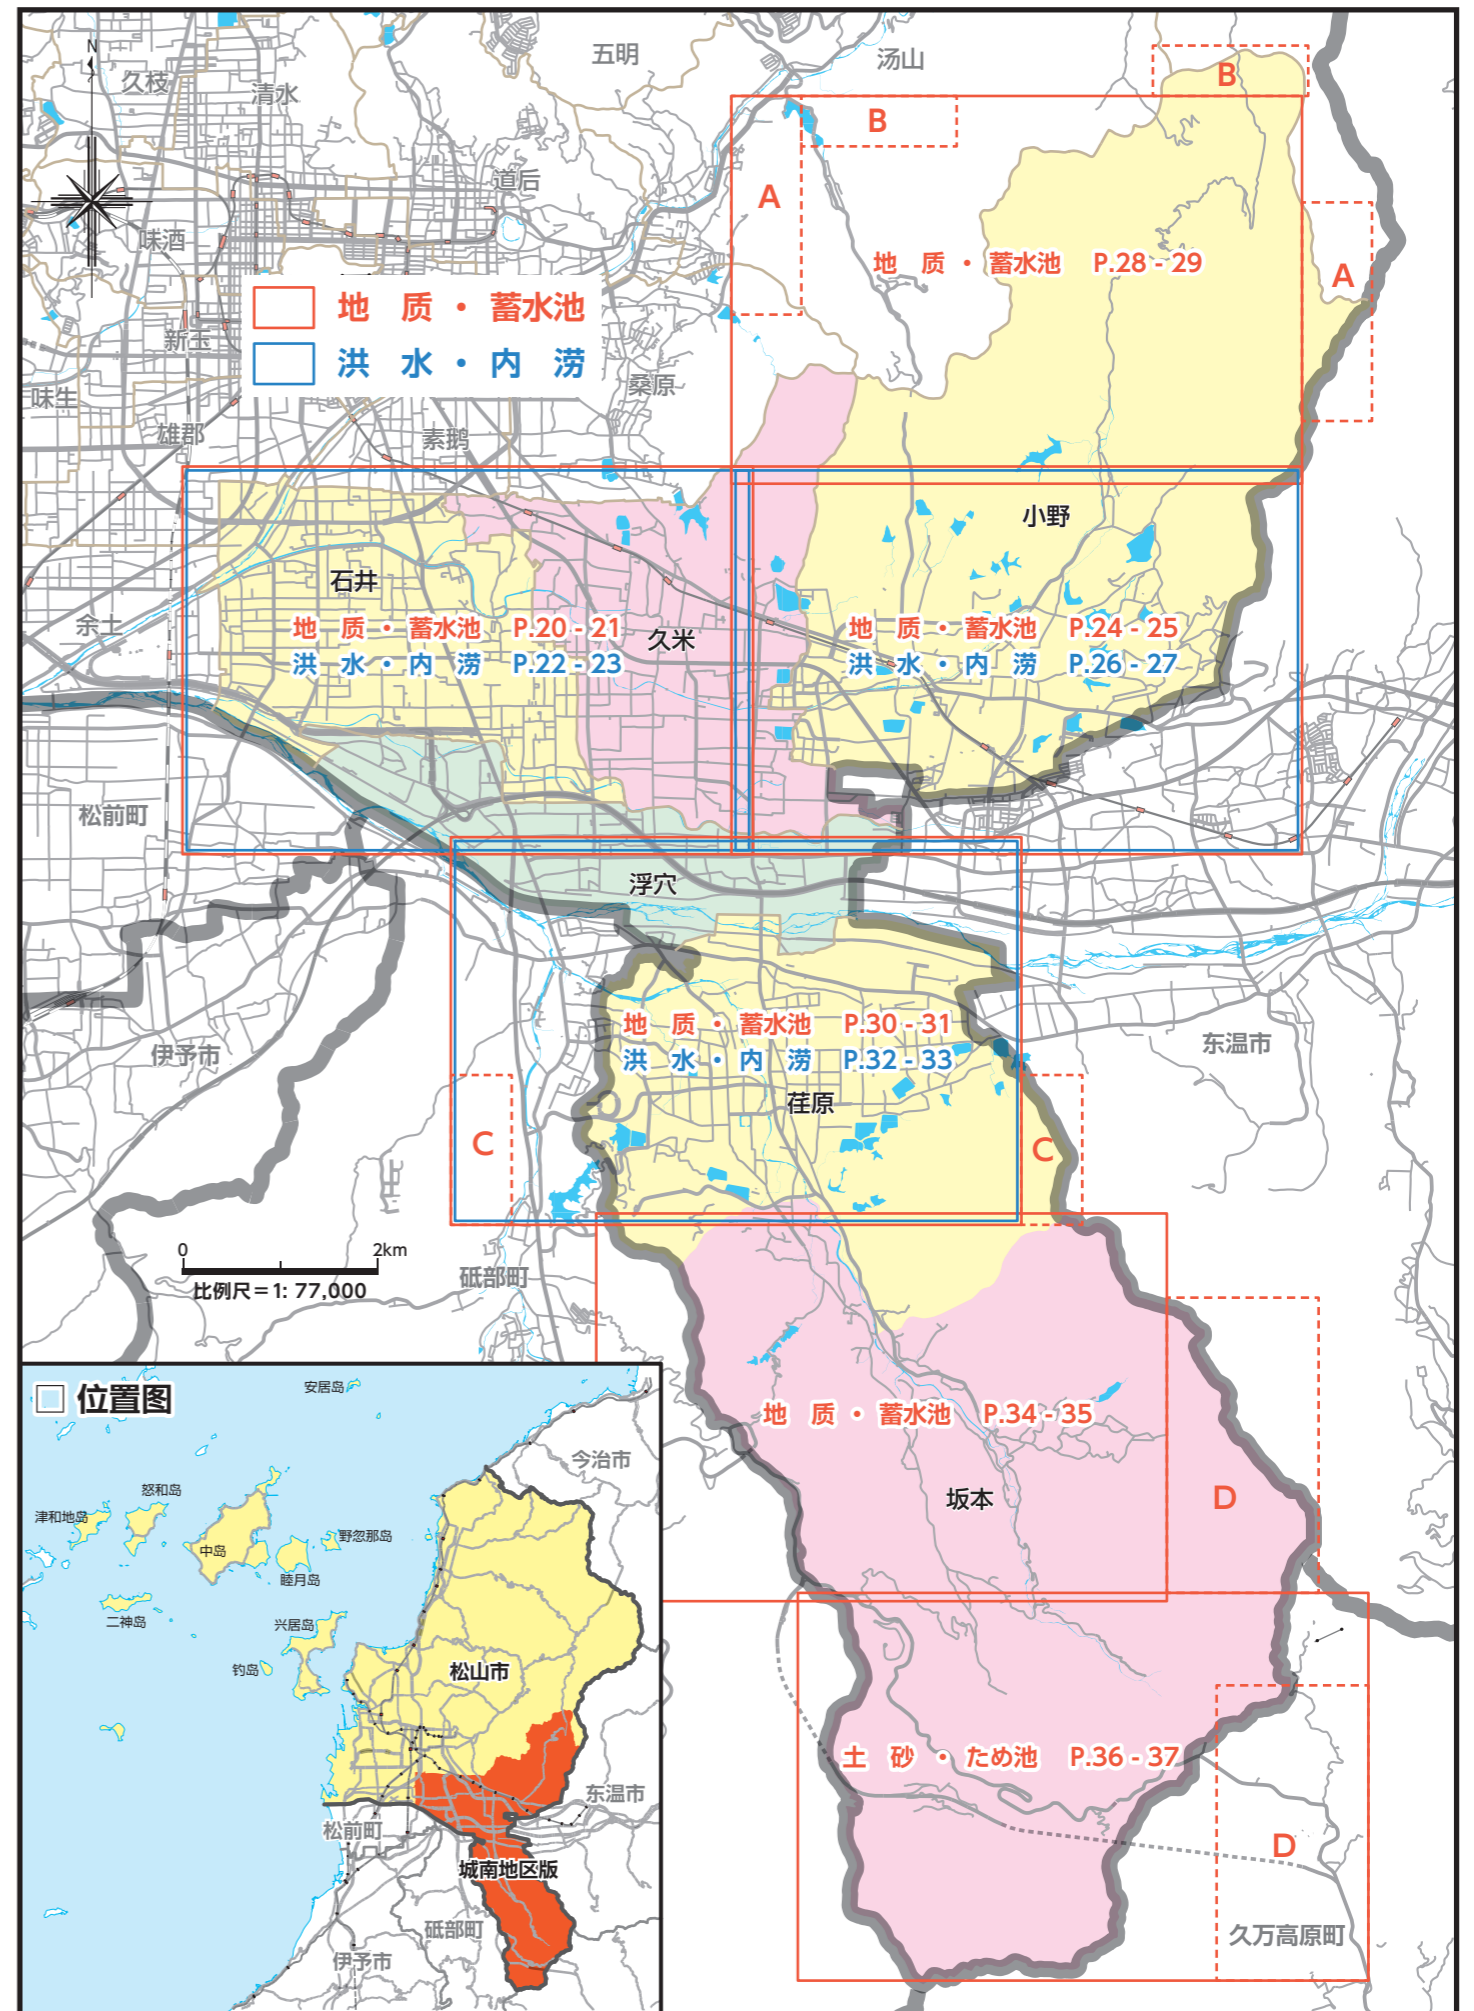 N
五明
汤山
B
久枝
清水
B
道后
A
味酒
地 质・蓄水池 P.28 - 29
A
地 质・蓄水池
新玉
洪 水・内 涝
桑原
味生
雄郡
素鹅
小野
石井
余土
地 质・蓄水池 P.20 - 21
久米
地 质・蓄水池 P.24 - 25
洪 水・内 涝 P.22 - 23
洪 水・内 涝 P.26 - 27
松前町
浮穴
地 质・蓄水池 P.30 - 31
东温市
伊予市
洪 水・内 涝 P.32 - 33
荏原
C
C
0 2km
砥部町
比例尺＝1: 77,000
安居岛
□ 位置图
地 质・蓄水池 P.34 - 35
今治市
怒和岛
坂本
D
津和地岛
野忽那岛
中岛
睦月岛
二神岛
兴居岛
钓岛
松山市
土 砂・ため池 P.36 - 37
东温市
松前町
D
城南地区版
砥部町
久万高原町
伊予市